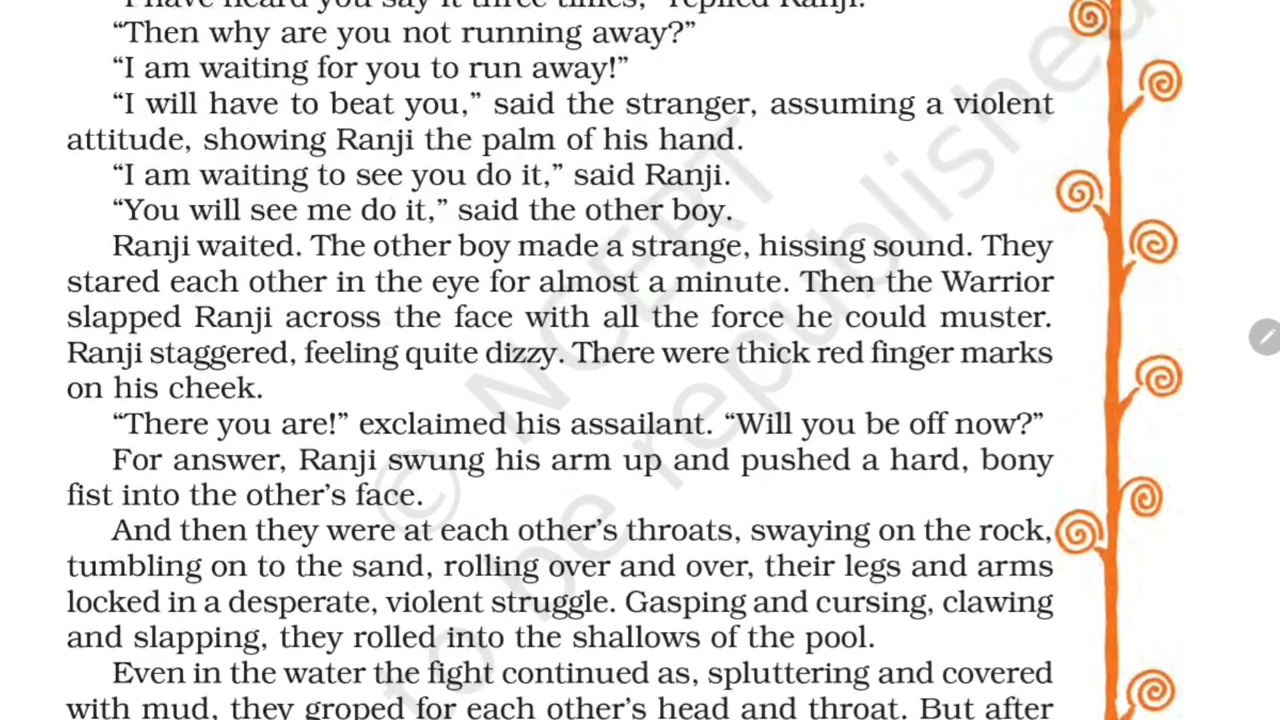 "I have heard you say it three times," replied Ranji.
"Then why are you not running away?"
"I am waiting for you to run away!"
"I will have to beat you," said the stranger, assuming a violent
attitude, showing Ranji the palm of his hand.
"I am waiting to see you do it," said Ranji.
"You will see me do it," said the other boy.
Ranji waited. The other boy made a strange, hissing sound. They
stared each other in the eye for almost a minute. Then the Warrior
slapped Ranji across the face with all the force he could muster.
Ranji staggered, feeling quite dizzy. There were thick red finger marks
on his cheek.
"There you are!" exclaimed his assailant. "Will you be off now?"
For answer, Ranji swung his arm up and pushed a hard, bony
fist into the other's face.
And then they were at each other's throats, swaying on the rock,
tumbling on to the sand, rolling over and over, their legs and arms
locked in a desperate, violent struggle. Gasping and cursing, clawing
and slapping, they rolled into the shallows of the pool.
Even in the water the fight continued as, spluttering and covered
with mud, they groped for each other's head and throat. But after
© NCERT
to be republished